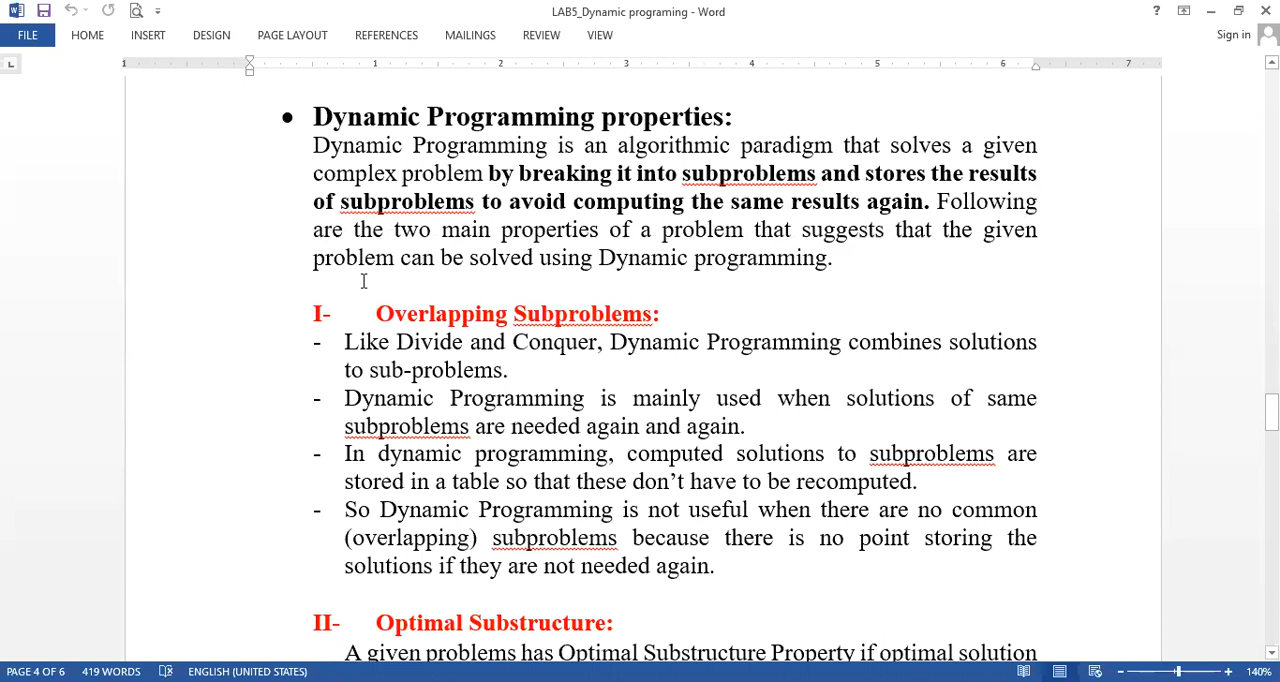 LAB5_Dynamic programing - Word
?
FILE HOME INSERT DESIGN PAGE LAYOUT REFERENCES MAILINGS REVIEW VIEW Sign in
1 1 2 3 4 5 6 7
• Dynamic Programming properties:
Dynamic Programming is an algorithmic paradigm that solves a given
complex problem by breaking it into subproblems and stores the results
of subproblems to avoid computing the same results again. Following
are the two main properties of a problem that suggests that the given
problem can be solved using Dynamic programming.
I- Overlapping Subproblems:
- Like Divide and Conquer, Dynamic Programming combines solutions
to sub-problems.
- Dynamic Programming is mainly used when solutions of same
subproblems are needed again and again.
- In dynamic programming, computed solutions to subproblems are
stored in a table so that these don’t have to be recomputed.
- So Dynamic Programming is not useful when there are no common
(overlapping) subproblems because there is no point storing the
solutions if they are not needed again.
II- Optimal Substructure:
A given problems has Optimal Substructure Property if optimal solution
PAGE 4 OF 6 419 WORDS ENGLISH (UNITED STATES) 140%